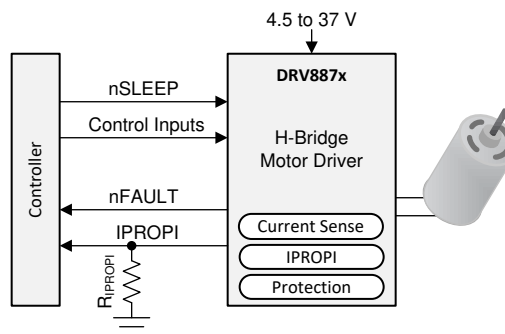 4.5 to 37 V
DRV887x
nSLEEP
Control Inputs
H-Bridge
Motor Driver
Controller
nFAULT
IPROPI
Current Sense
IPROPI
Protection
RIPROPI